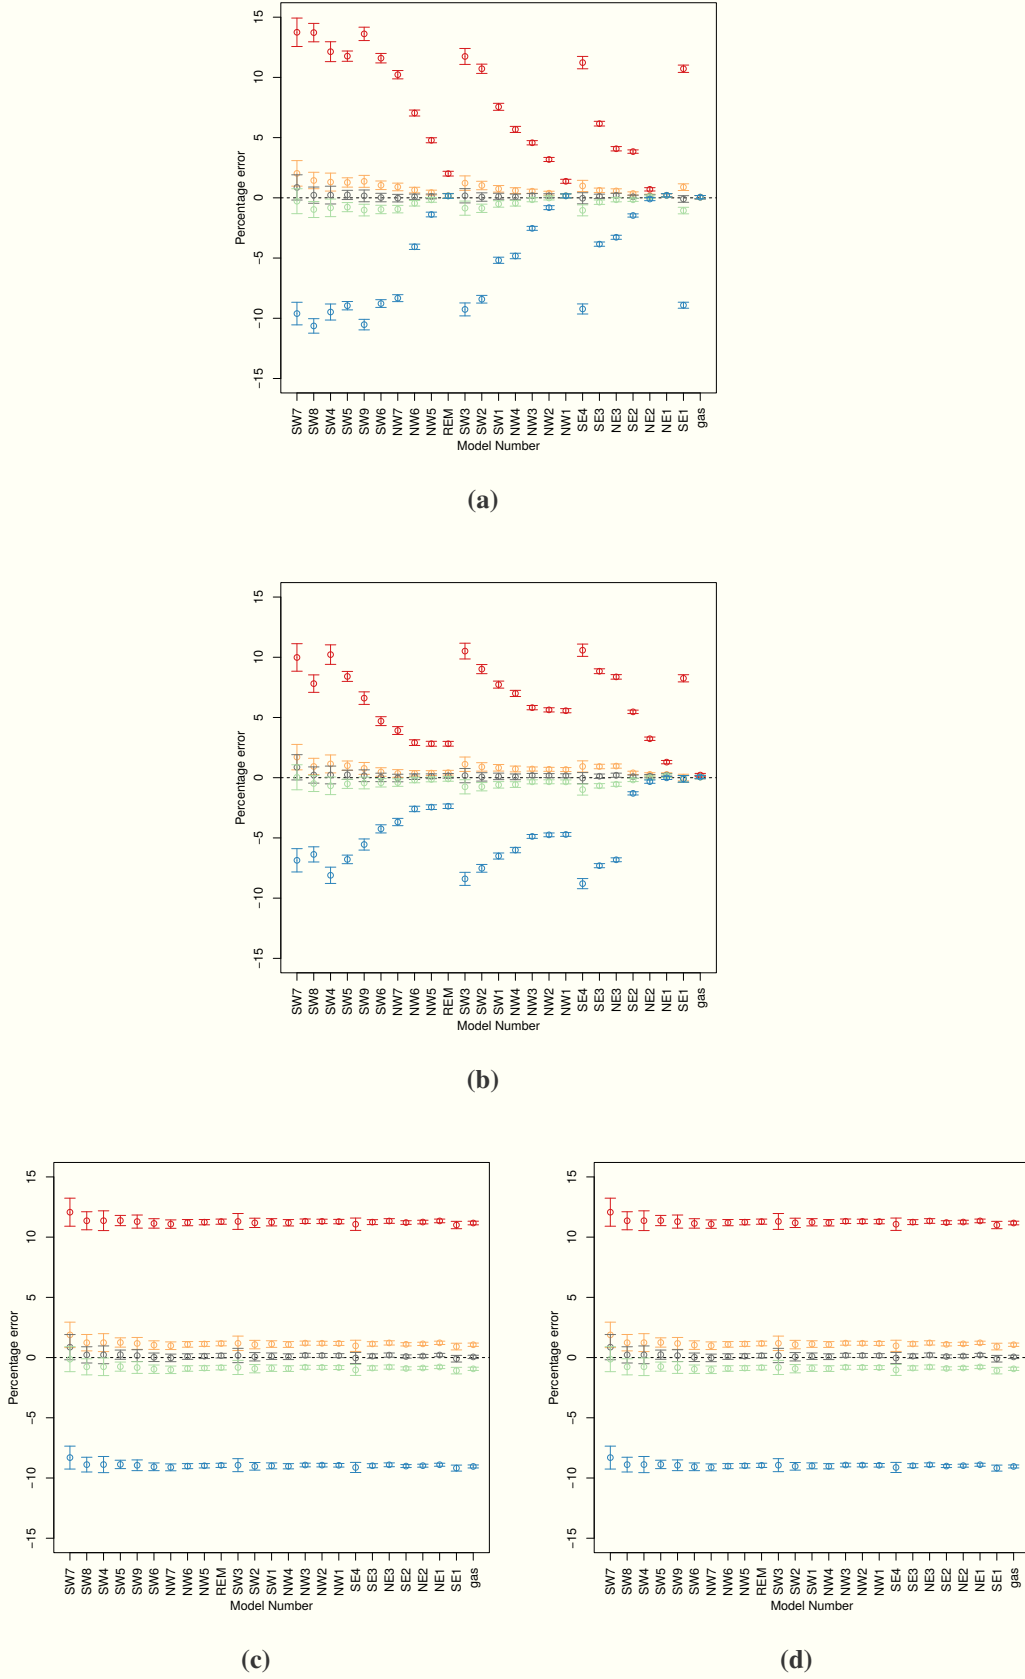 15
10
5
0
−5
−10
−15
Percentage error
SW7 SW8 SW4 SW5 SW9 SW6 NW7 NW6 NW5 REM SW3 SW2 SW1 NW4 NW3 NW2 NW1 SE4 SE3 NE3 SE2 NE2 NE1 SE1 gas
Model Number
(a)
15
10
5
0
−5
−10
−15
Percentage error
SW7 SW8 SW4 SW5 SW9 SW6 NW7 NW6 NW5 REM SW3 SW2 SW1 NW4 NW3 NW2 NW1 SE4 SE3 NE3 SE2 NE2 NE1 SE1 gas
Model Number
(b)
15
10
5
0
−5
−10
−15
Percentage error
SW7 SW8 SW4 SW5 SW9 SW6 NW7 NW6 NW5 REM SW3 SW2 SW1 NW4 NW3 NW2 NW1 SE4 SE3 NE3 SE2 NE2 NE1 SE1 gas
Model Number
(c)
15
10
5
0
−5
−10
−15
Percentage error
SW7 SW8 SW4 SW5 SW9 SW6 NW7 NW6 NW5 REM SW3 SW2 SW1 NW4 NW3 NW2 NW1 SE4 SE3 NE3 SE2 NE2 NE1 SE1 gas
Model Number
(d)